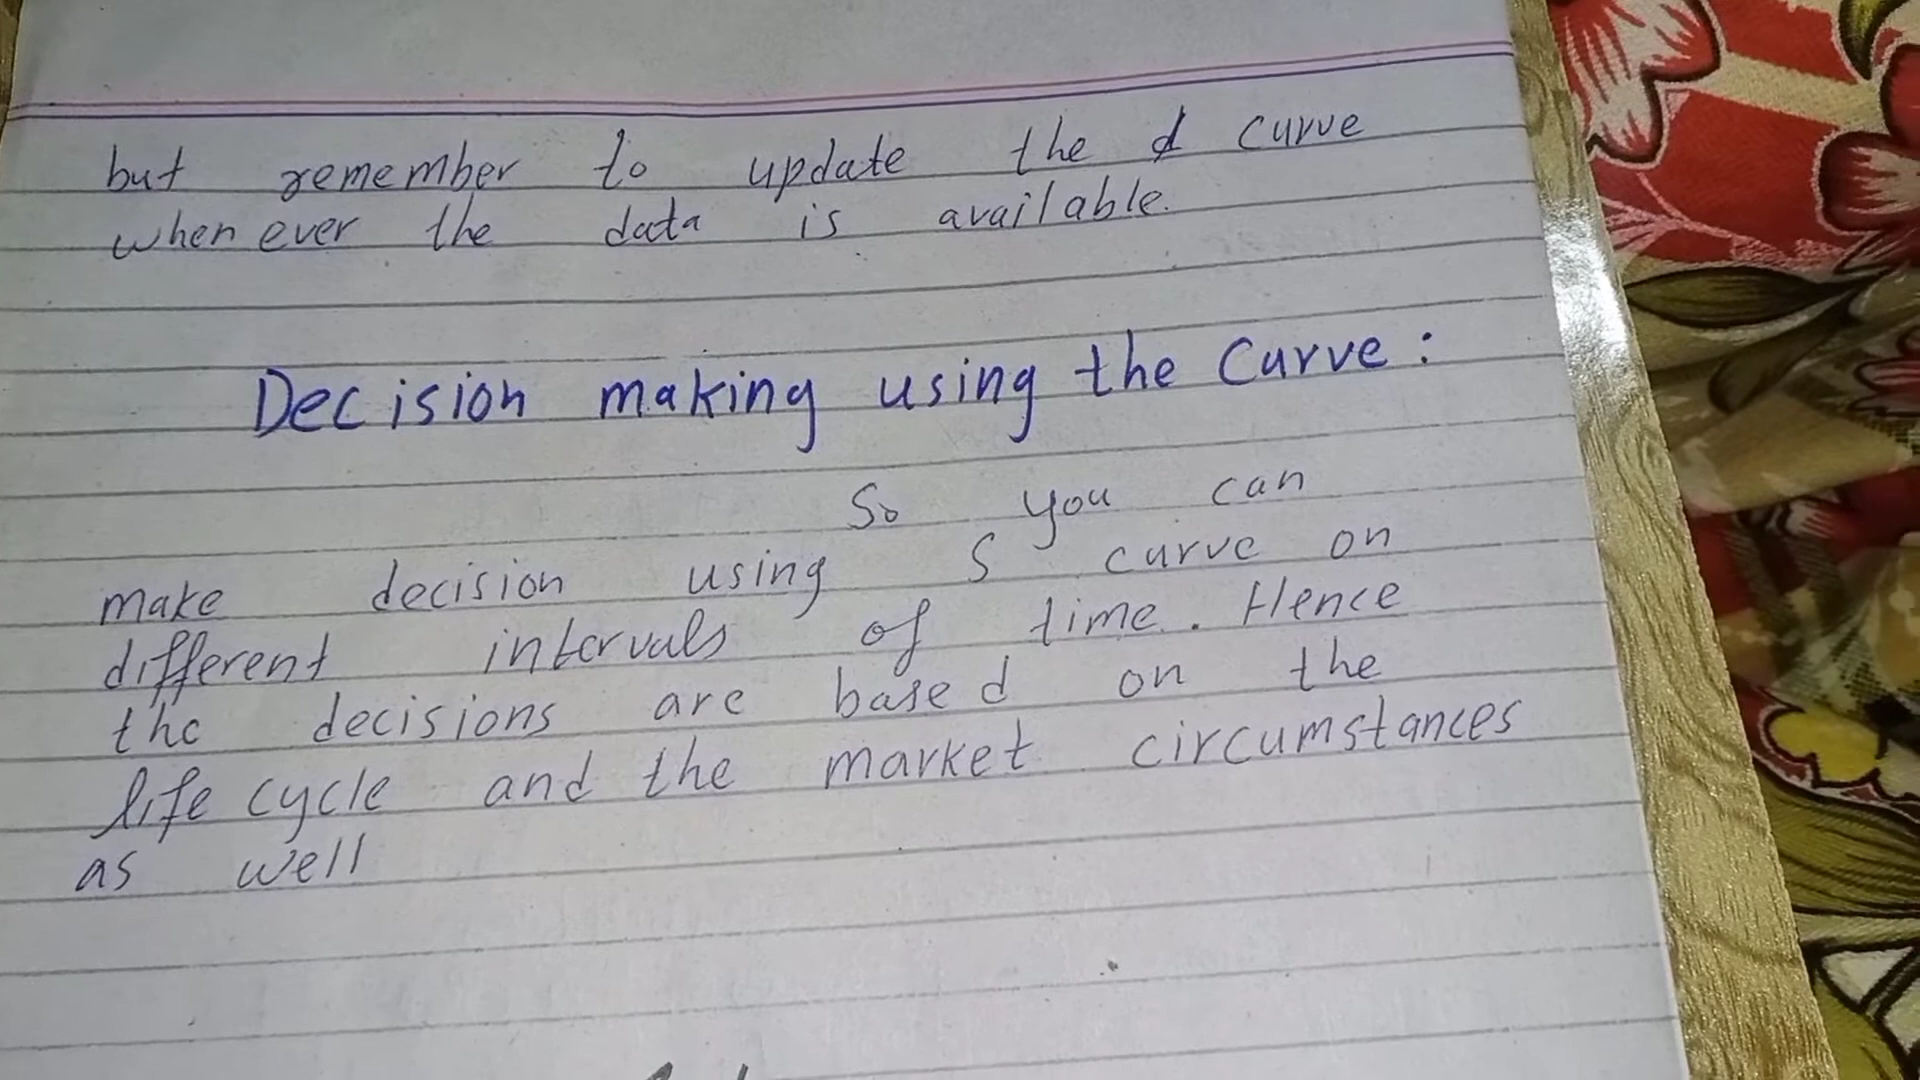 but remember to update the d curve
when ever the data is available.
Decision making using the Curve:
So you can
make decision using S curve on
different intervals of time. Hence
the decisions are based on the
life cycle and the market circumstances
as well